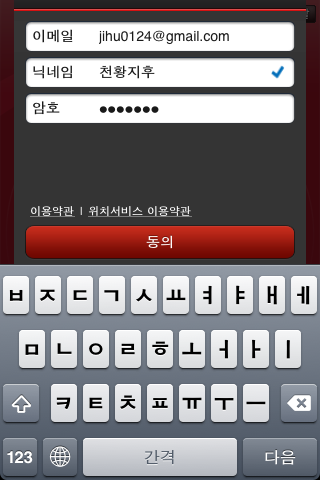 이메일 jihu0124@gmail.com
닉네임 천황지후
암호 ●●●●●●●
이용약관 | 위치서비스 이용약관
동의
ㅂ ㅈ ㄷ ㄱ ㅅ ㅛ ㅕ ㅑ ㅐ ㅔ
ㅁ ㄴ ㅇ ㄹ ㅎ ㅗ ㅓ ㅏ ㅣ
ㅋ ㅌ ㅊ ㅍ ㅠ ㅜ ㅡ
123 간격 다음